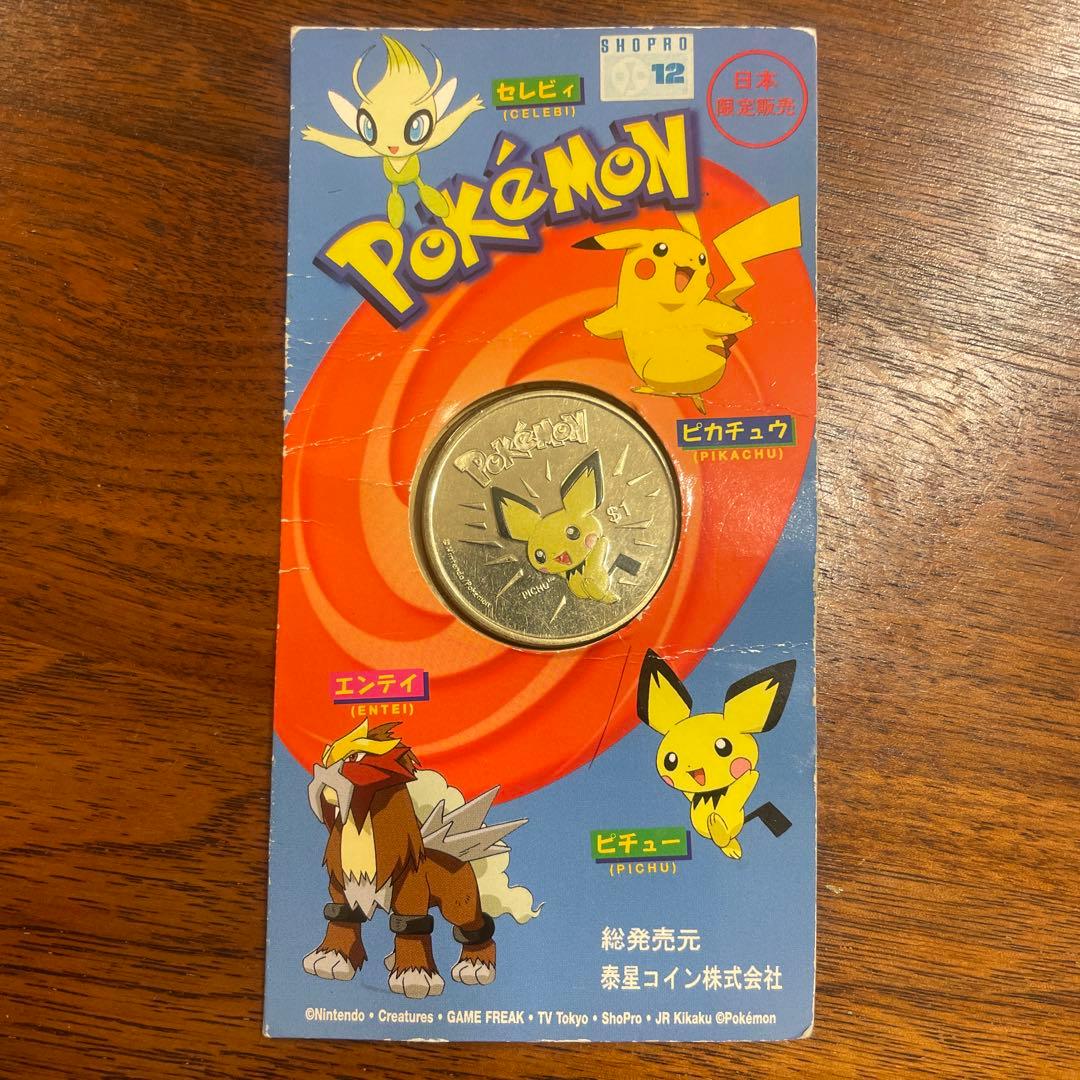 SHOPRO
12
日本
限定販売
セレビィ
(CELEBI)
POKéMON
ピカチュウ
(PIKACHU)
POKéMON
$1
PICHU
©Nintendo/Pokémon
エンテイ
(ENTEI)
ピチュー
(PICHU)
総発売元
泰星コイン株式会社
©Nintendo • Creatures • GAME FREAK • TV Tokyo • ShoPro • JR Kikaku ©Pokémon